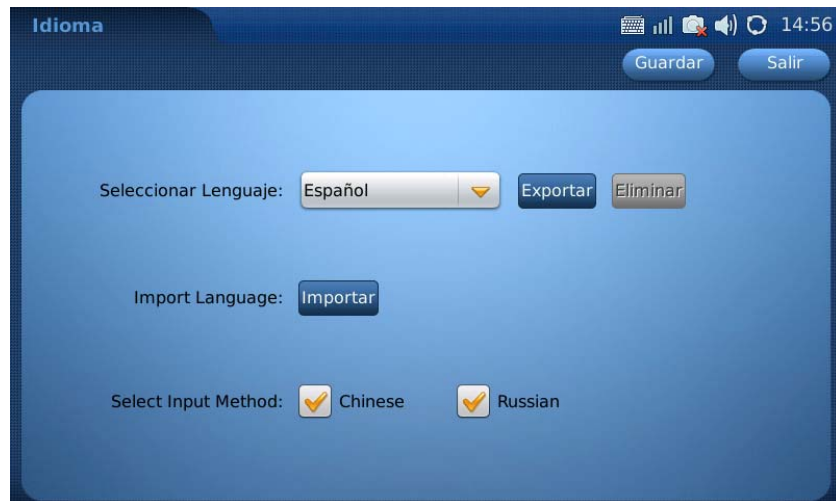 Idioma 14:56
Guardar Salir
Seleccionar Lenguaje: Español Exportar Eliminar
Import Language: Importar
Select Input Method: Chinese Russian